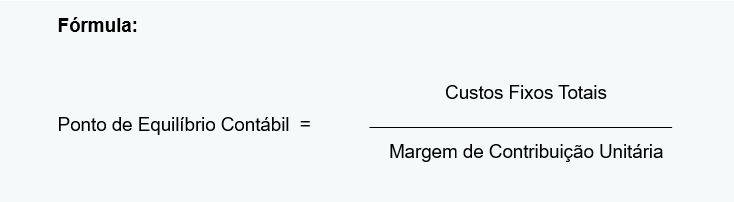 Fórmula:
Custos Fixos Totais
Ponto de Equilíbrio Contábil =
Margem de Contribuição Unitária